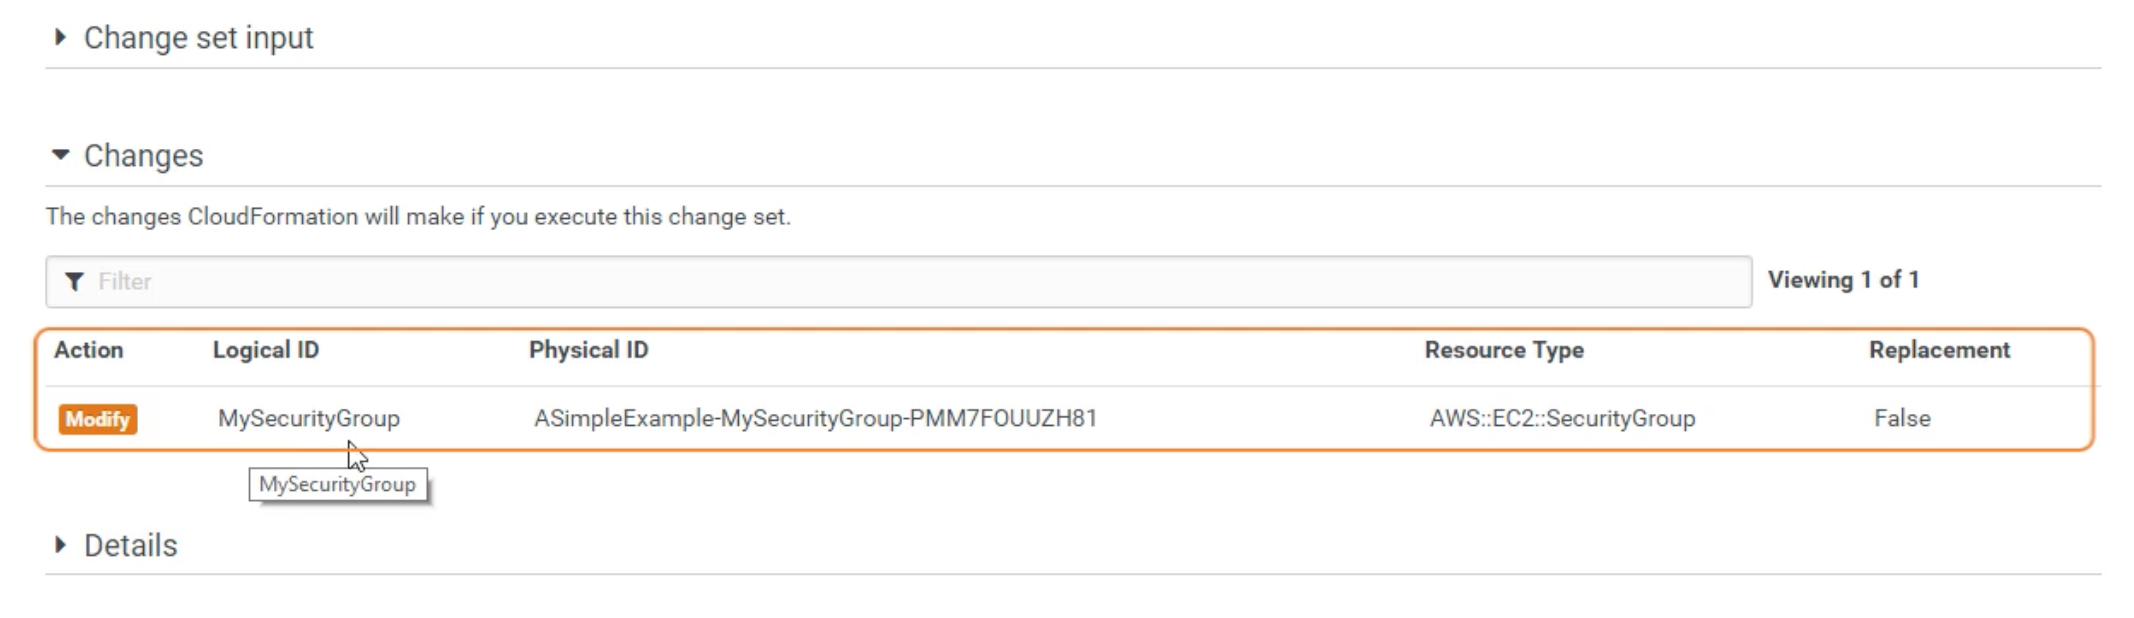 Change set input
Changes
The changes CloudFormation will make if you execute this change set.
Filter
Viewing 1 of 1
Action Logical ID Physical ID Resource Type Replacement
Modify MySecurityGroup ASimpleExample-MySecurityGroup-PMM7FOUUZH81 AWS::EC2::SecurityGroup False
MySecurityGroup
Details